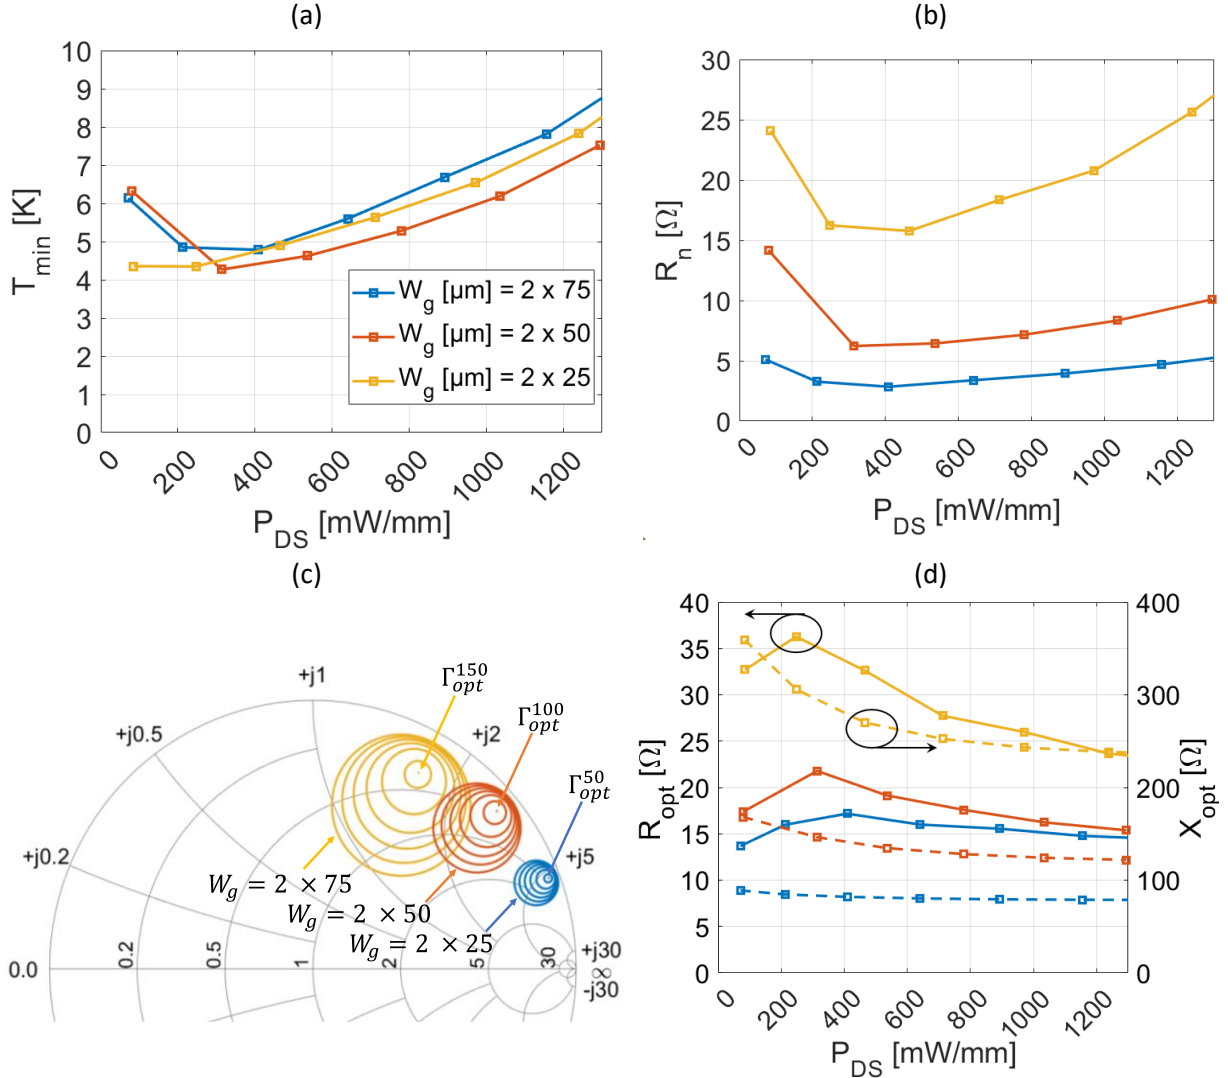 (a)
10
9
8
7
6
5
4
3
2
1
0
T_min [K]
W_g [µm] = 2 x 75
W_g [µm] = 2 x 50
W_g [µm] = 2 x 25
0 200 400 600 800 1000 1200
P_DS [mW/mm]
(b)
30
25
20
15
10
5
0
R_n [Ω]
0 200 400 600 800 1000 1200
P_DS [mW/mm]
(c)
Γ_opt^150
Γ_opt^100
Γ_opt^50
+j1
+j0.5
+j2
+j0.2
+j5
W_g = 2 × 75
W_g = 2 × 50
W_g = 2 × 25
0.0 0.2 0.5 1 2 5 30 ∞
+j30
-j30
(d)
40
35
30
25
20
15
10
5
0
R_opt [Ω]
400
300
200
100
0
X_opt [Ω]
0 200 400 600 800 1000 1200
P_DS [mW/mm]